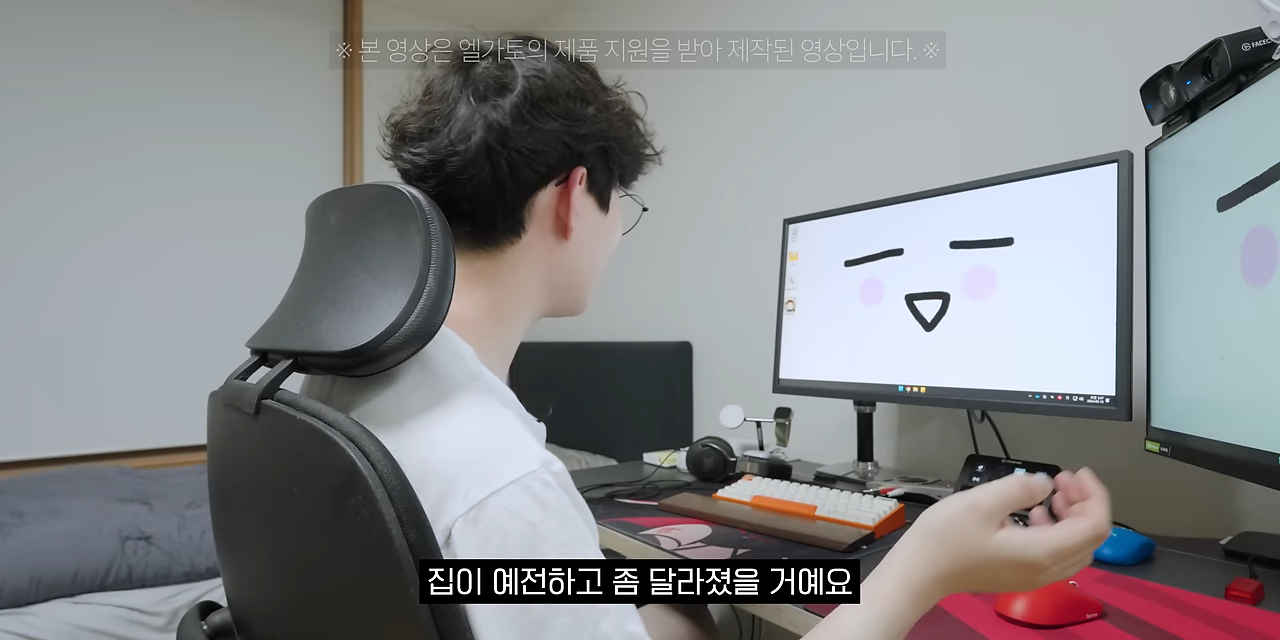 ※ 본 영상은 엘가토의 제품 지원을 받아 제작된 영상입니다. ※
FACEC
집이 예전하고 좀 달라졌을 거예요